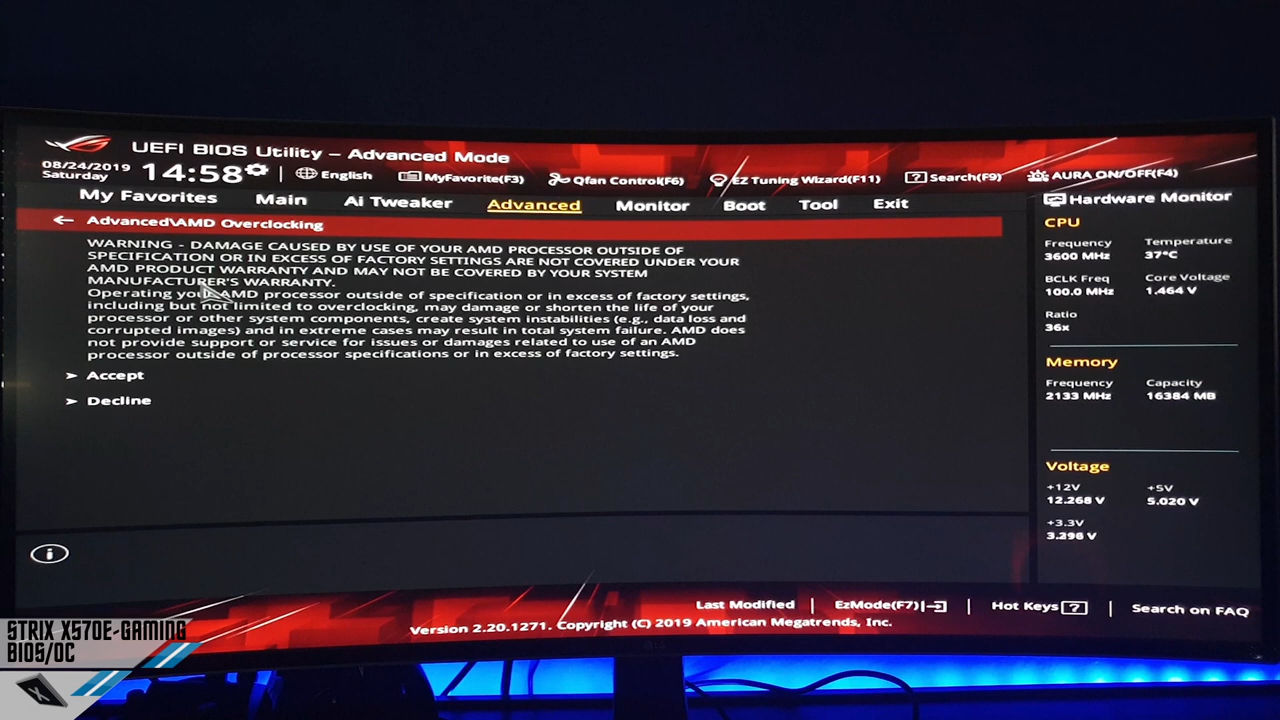 UEFI BIOS Utility – Advanced Mode
08/24/2019
Saturday
14:58
English
MyFavorite(F3)
Qfan Control(F6)
EZ Tuning Wizard(F11)
Search(F9)
AURA ON/OFF(F4)
My Favorites
Main
Ai Tweaker
Advanced
Monitor
Boot
Tool
Exit
Advanced\AMD Overclocking
WARNING - DAMAGE CAUSED BY USE OF YOUR AMD PROCESSOR OUTSIDE OF
SPECIFICATION OR IN EXCESS OF FACTORY SETTINGS ARE NOT COVERED UNDER YOUR
AMD PRODUCT WARRANTY AND MAY NOT BE COVERED BY YOUR SYSTEM
MANUFACTURER'S WARRANTY.
Operating your AMD processor outside of specification or in excess of factory settings,
including but not limited to overclocking, may damage or shorten the life of your
processor or other system components, create system instabilities (e.g., data loss and
corrupted images) and in extreme cases may result in total system failure. AMD does
not provide support or service for issues or damages related to use of an AMD
processor outside of processor specifications or in excess of factory settings.
Accept
Decline
Hardware Monitor
CPU
Frequency
3600 MHz
Temperature
37°C
BCLK Freq
100.0 MHz
Core Voltage
1.464 V
Ratio
36x
Memory
Frequency
2133 MHz
Capacity
16384 MB
Voltage
+12V
12.268 V
+5V
5.020 V
+3.3V
3.296 V
Last Modified
EzMode(F7)
Hot Keys ?
Search on FAQ
Version 2.20.1271. Copyright (C) 2019 American Megatrends, Inc.
STRIX X570E-GAMING
BIOS/OC